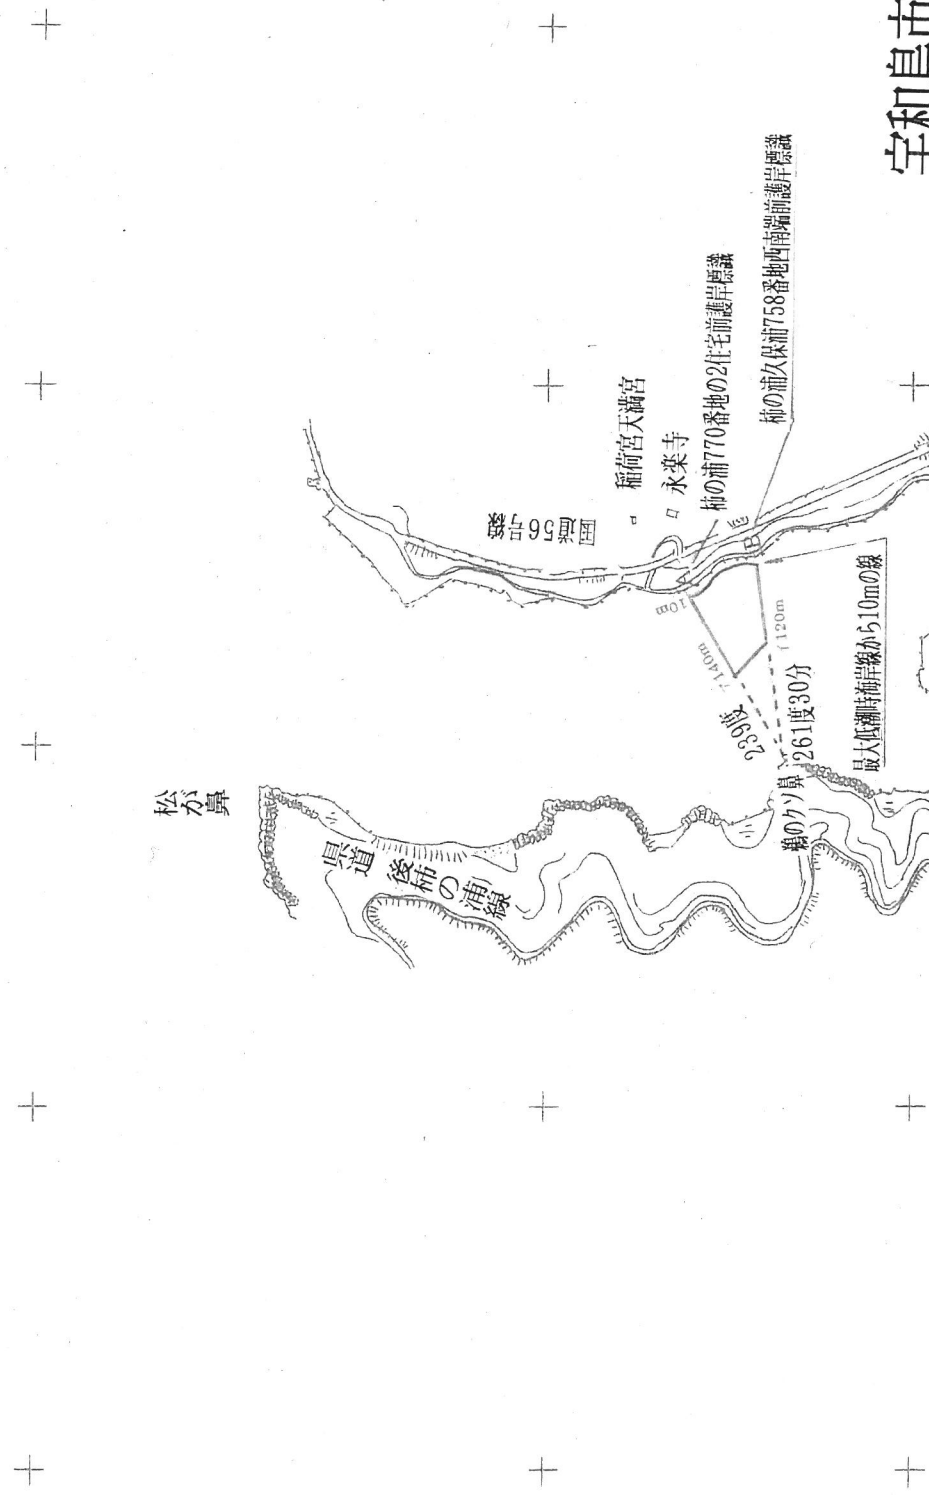 宇和島市
松が
鼻
県道
後柿の浦線
国道56号線
稲荷宮天満宮
永楽寺
柿の浦770番地の2住宅前護岸標識
柿の浦久保浦758番地西南端前護岸標識
A
B
10m
140m
120m
239度
261度30分
鵜のクソ鼻
最大低潮時海岸線から10mの線